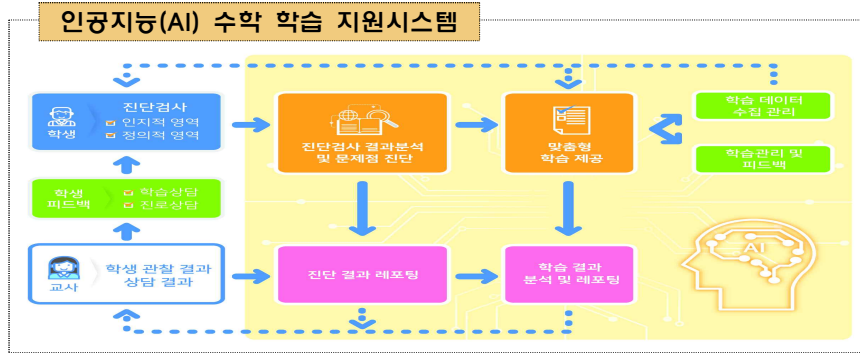 인공지능(AI) 수학 학습 지원시스템
학생
진단검사
인지적 영역
정의적 영역
진단검사 결과분석
및 문제점 진단
맞춤형
학습 제공
학습 데이터
수집 관리
학습관리 및
피드백
학생
피드백
학습상담
진로상담
교사
학생 관찰 결과
상담 결과
진단 결과 레포팅
학습 결과
분석 및 레포팅
AI